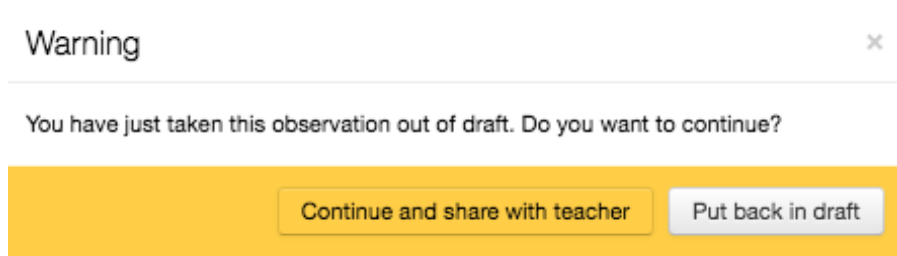 Warning
×
You have just taken this observation out of draft. Do you want to continue?
Continue and share with teacher
Put back in draft